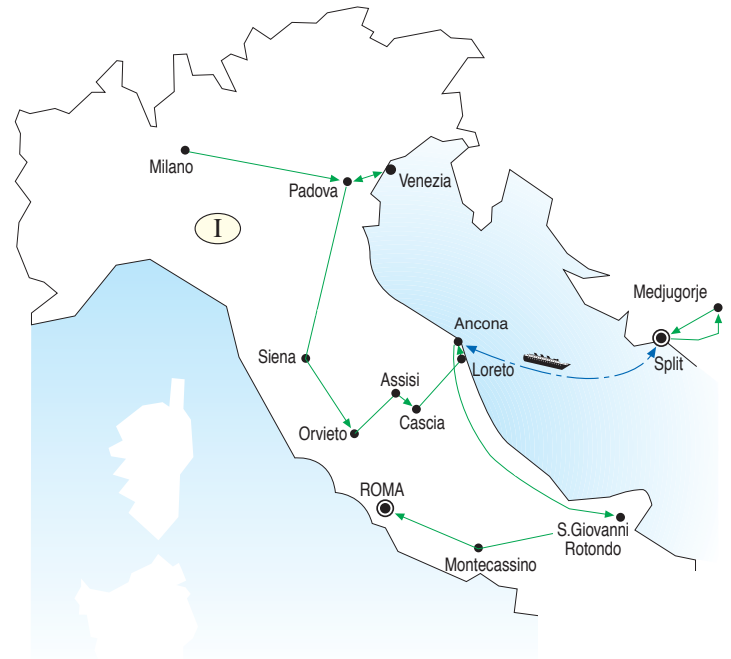 Milano
Padova
Venezia
I
Medjugorje
Ancona
Siena
Loreto
Split
Assisi
Cascia
Orvieto
ROMA
S.Giovanni
Rotondo
Montecassino